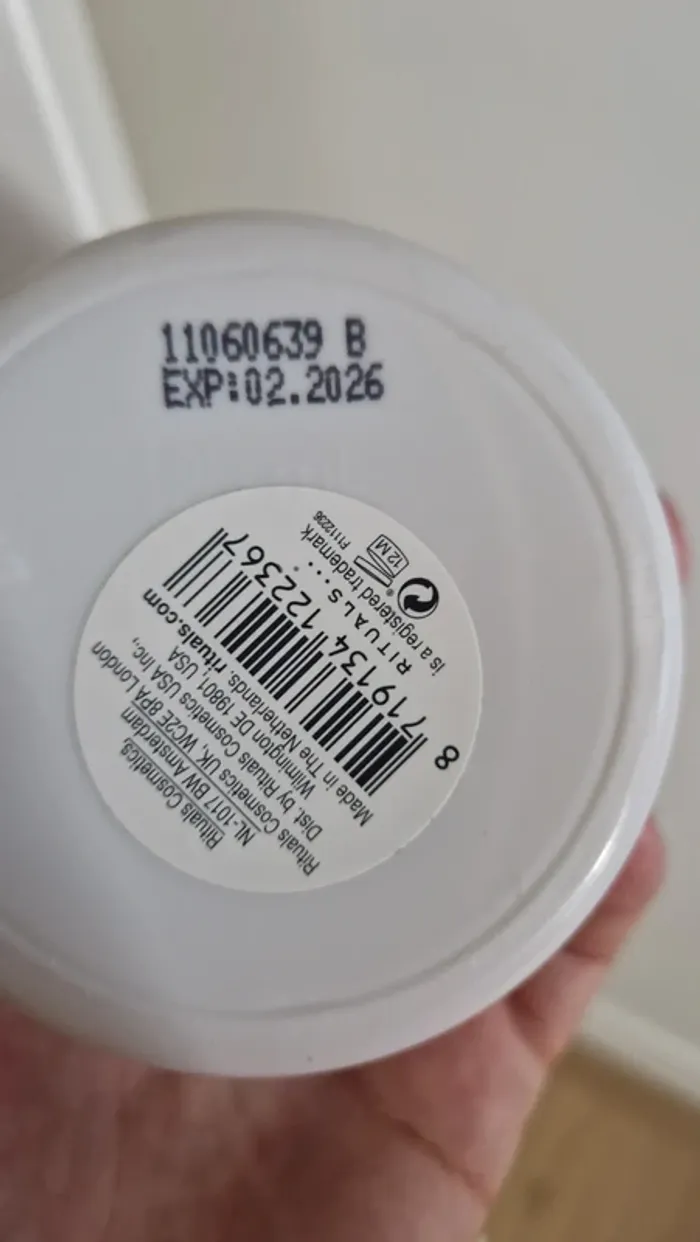 11060639 B
EXP:02.2026
Rituals Cosmetics,
NL-1017 BW Amsterdam
Rituals Cosmetics UK, WC2E 8PA London
Dist. by Rituals Cosmetics USA Inc.,
Wilmington DE 19801, USA
Made in The Netherlands, rituals.com
8 719134 122367
RITUALS...®
is a registered trademark
12M
F1112236